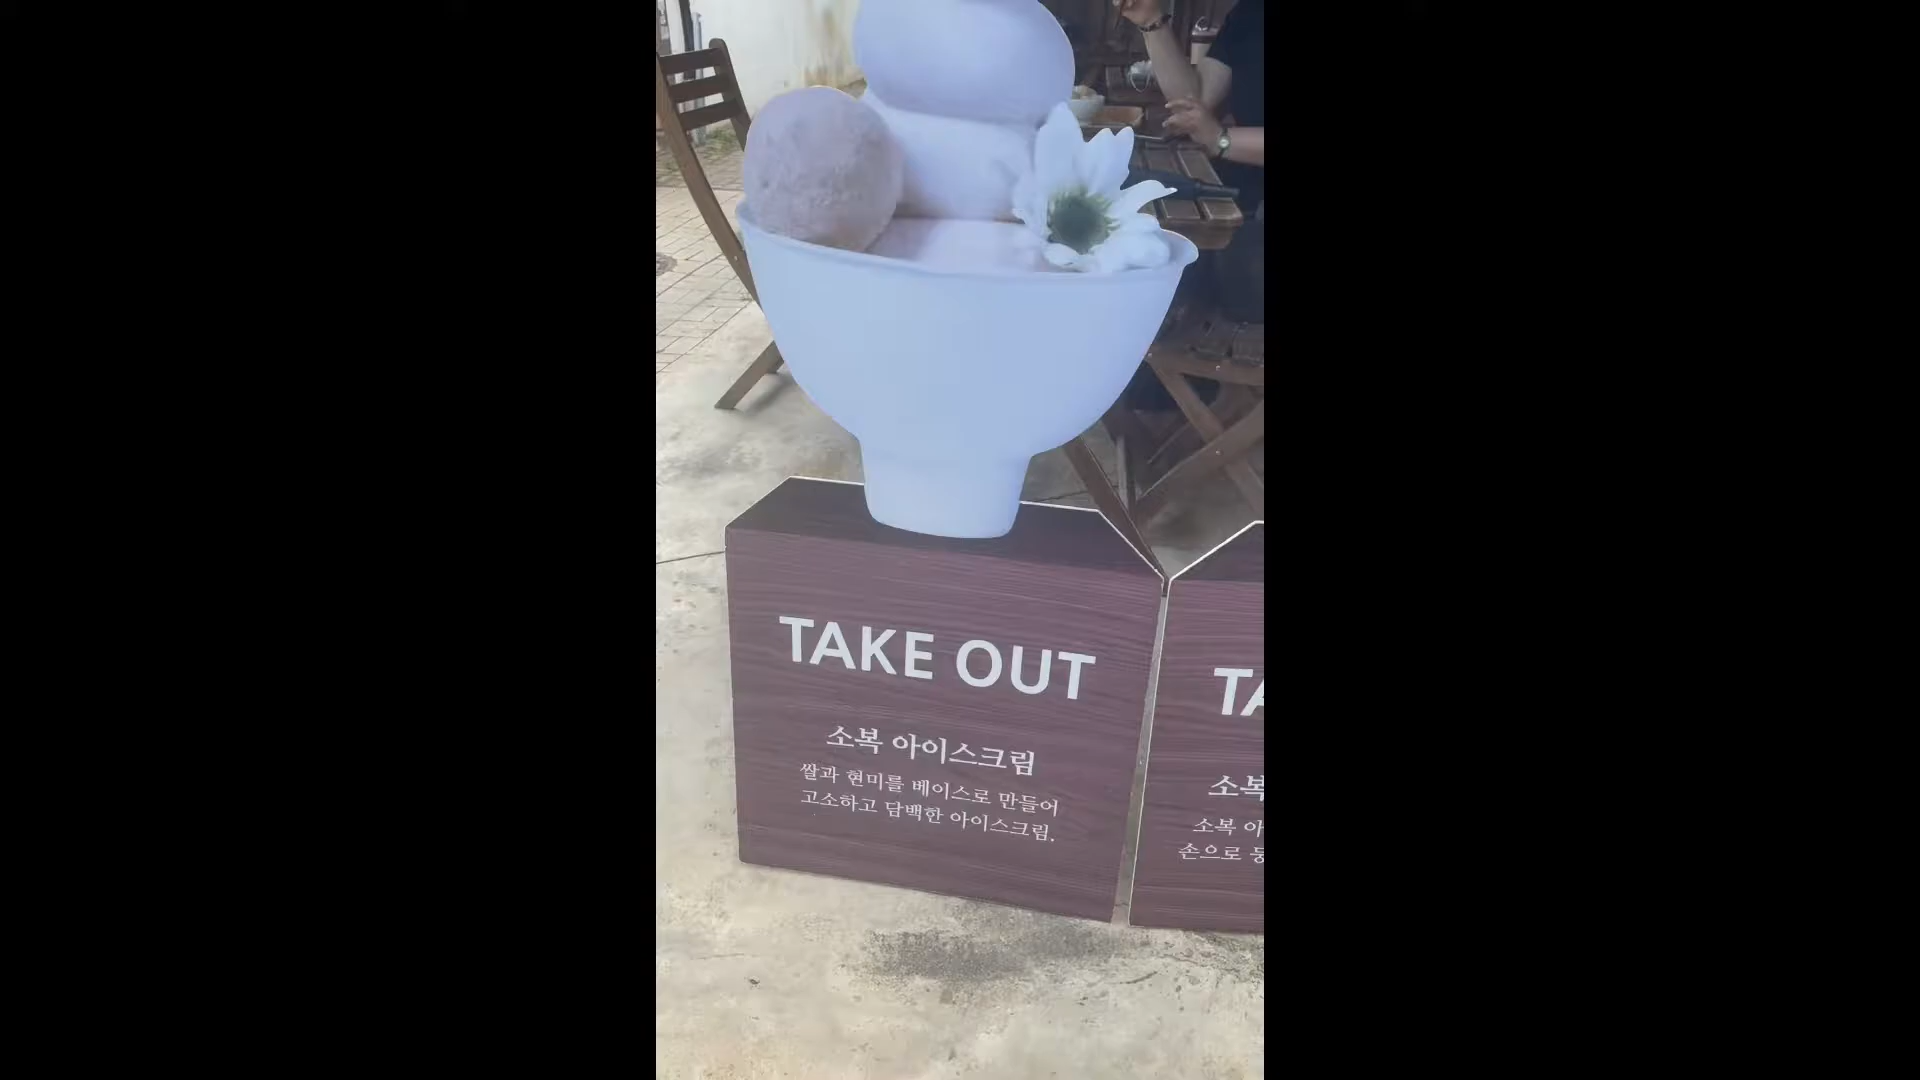 TAKE OUT
소복 아이스크림
쌀과 현미를 베이스로 만들어
고소하고 담백한 아이스크림.
소복
소복
손으로